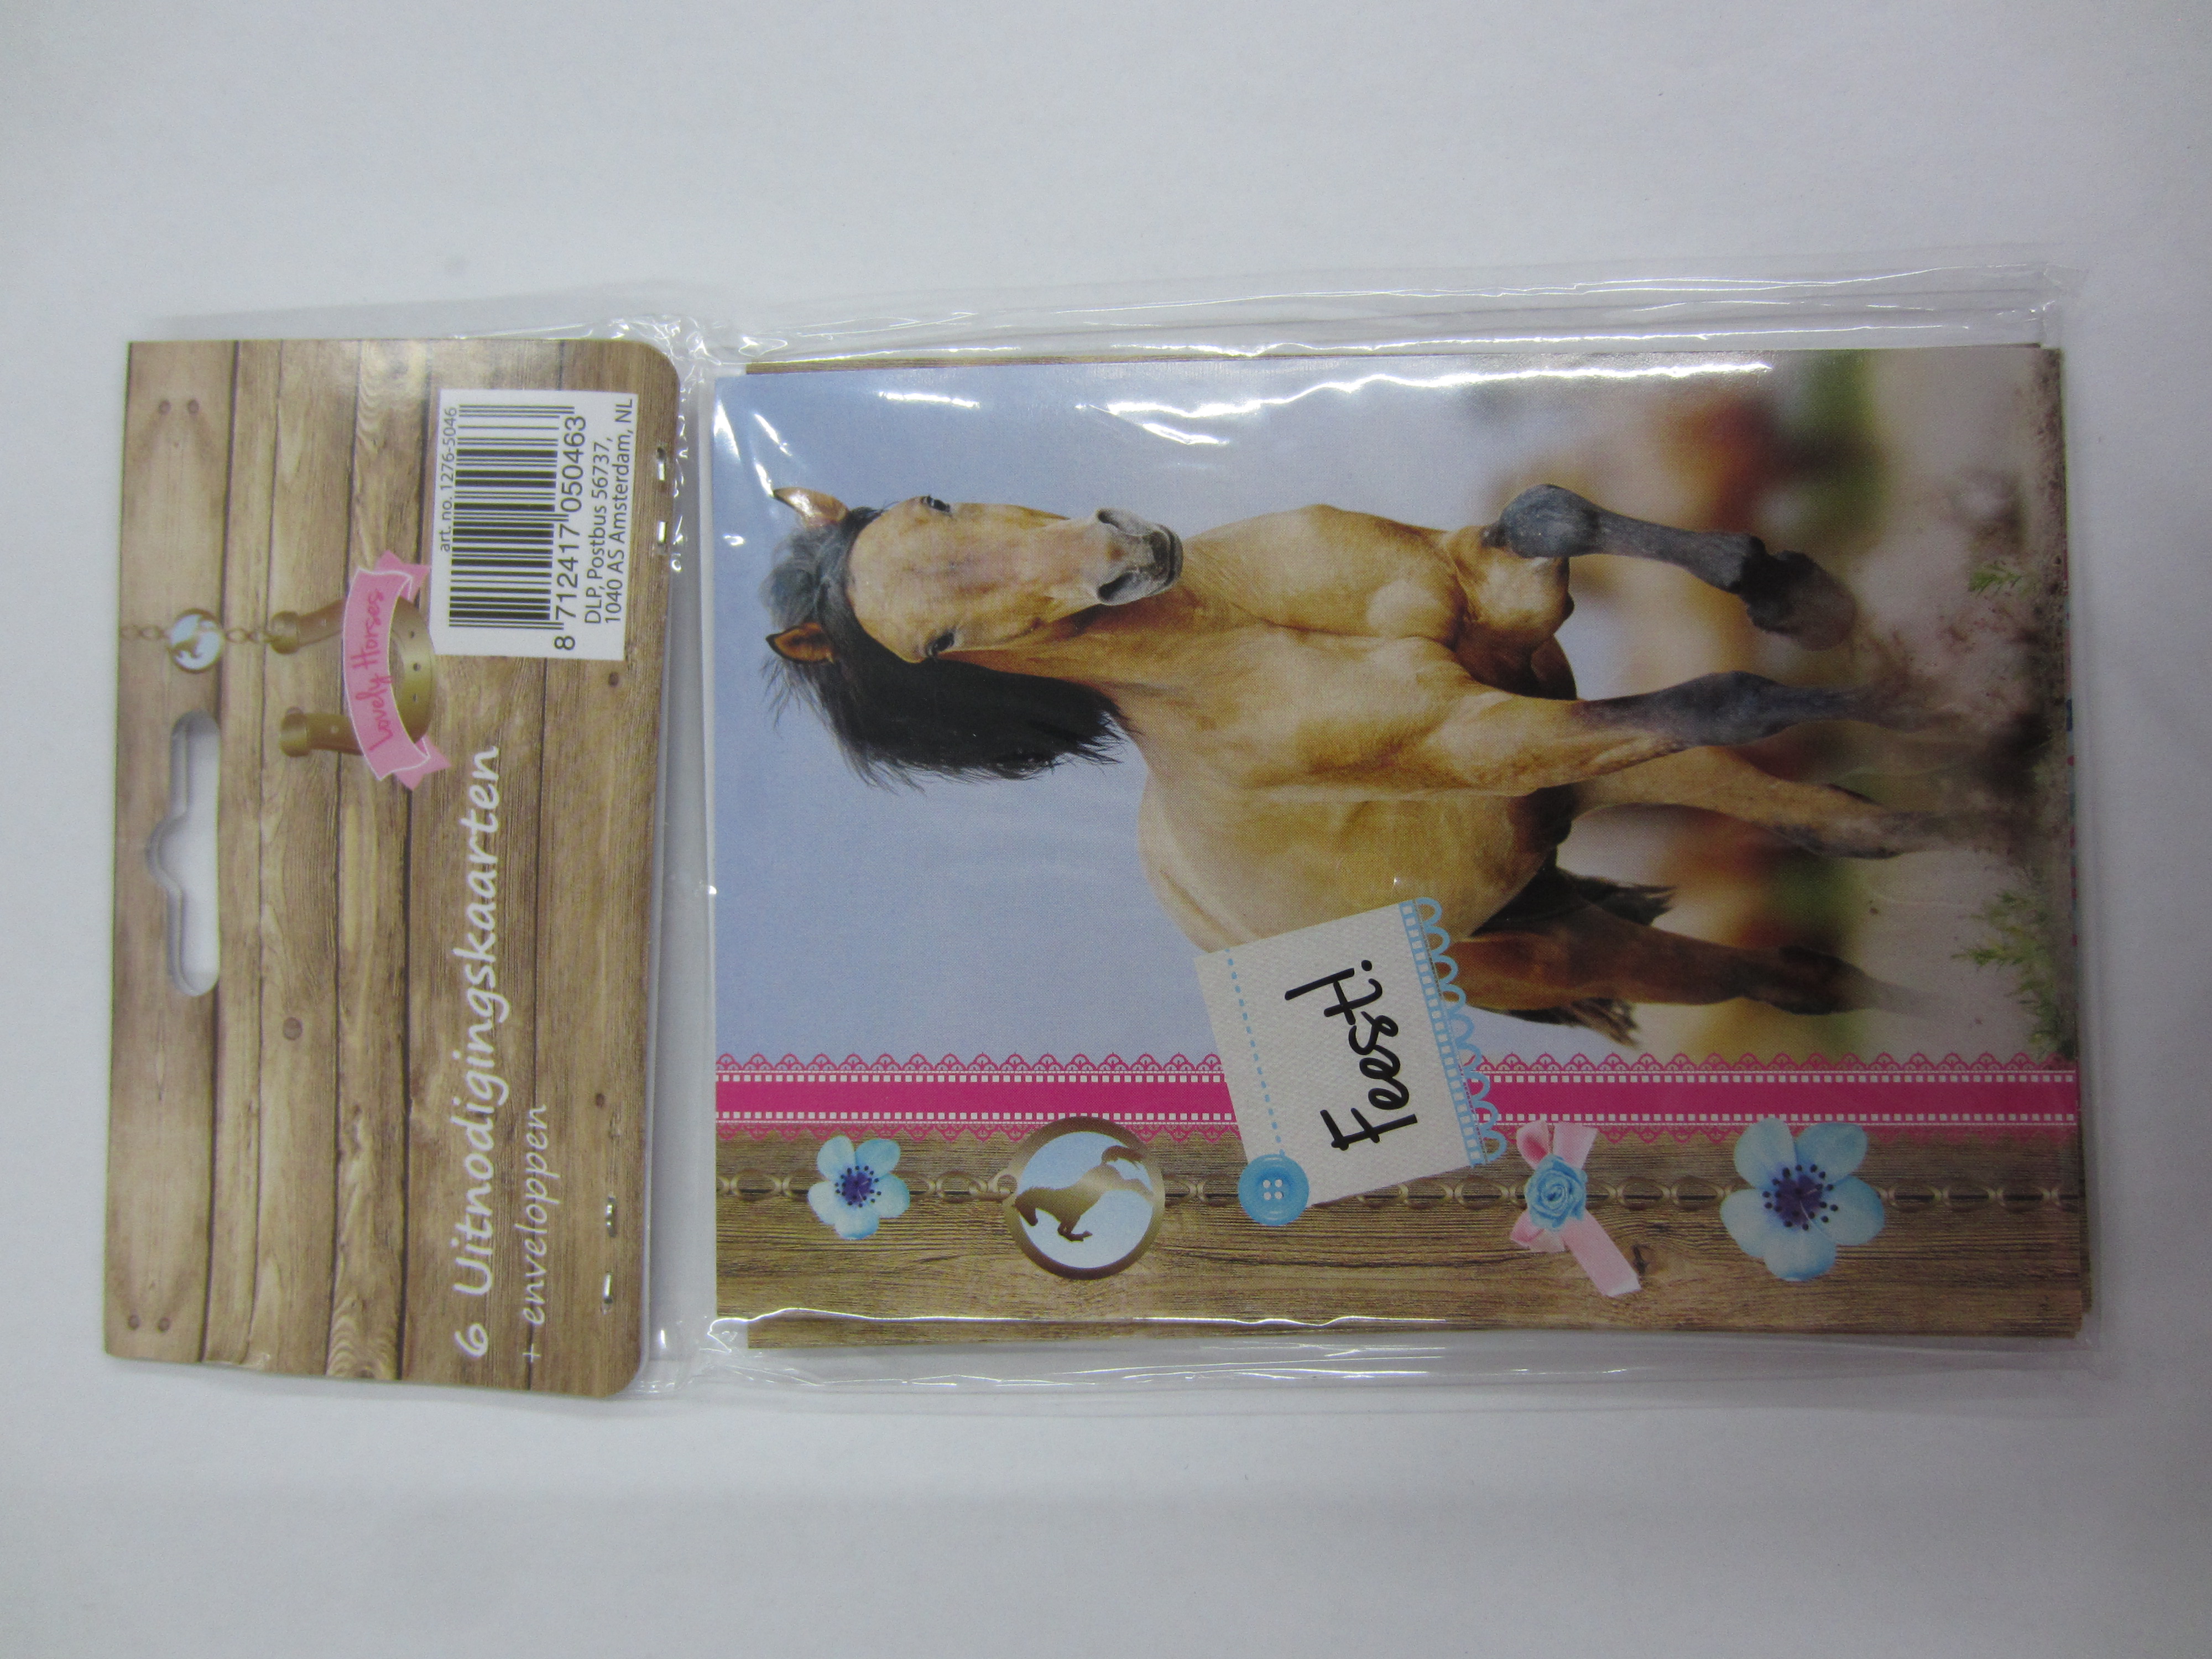 Lovely Horses
art. no. 1276-5046
8 712417 050463
DLP, Postbus 56737,
1040 AS Amsterdam, NL
6 Uitnodigingskaarten
+ enveloppen
Feest!